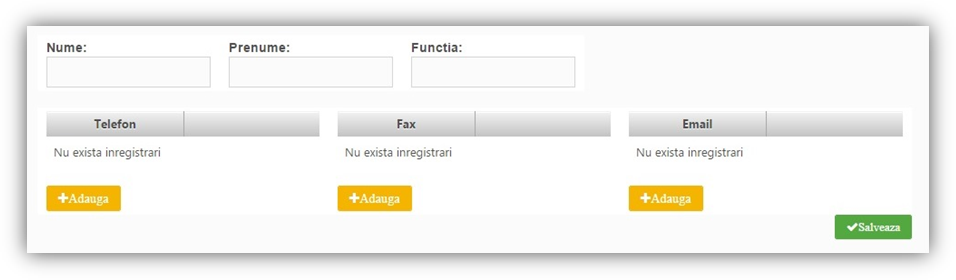 Nume: Prenume: Functia:
Telefon Fax Email
Nu exista inregistrari Nu exista inregistrari Nu exista inregistrari
Adauga Adauga Adauga
Salveaza